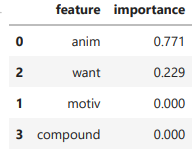 feature importance
0 anim 0.771
2 want 0.229
1 motiv 0.000
3 compound 0.000